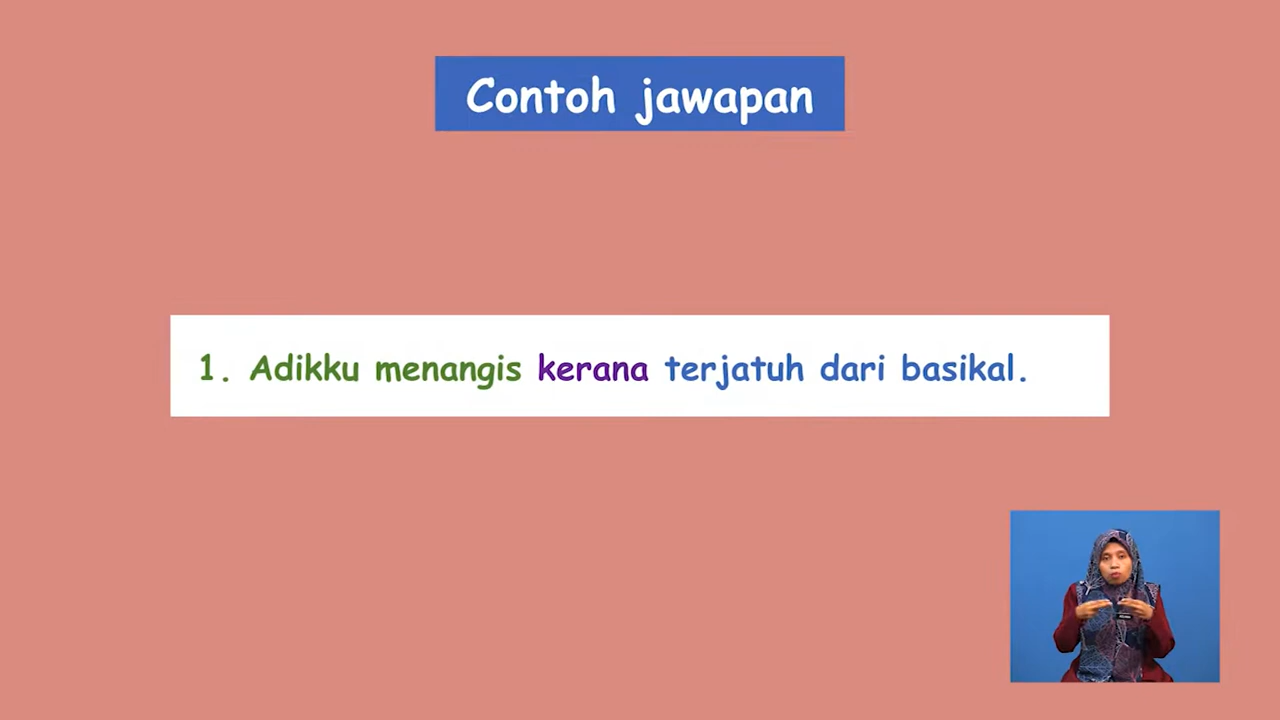 Contoh jawapan
1. Adikku menangis kerana terjatuh dari basikal.